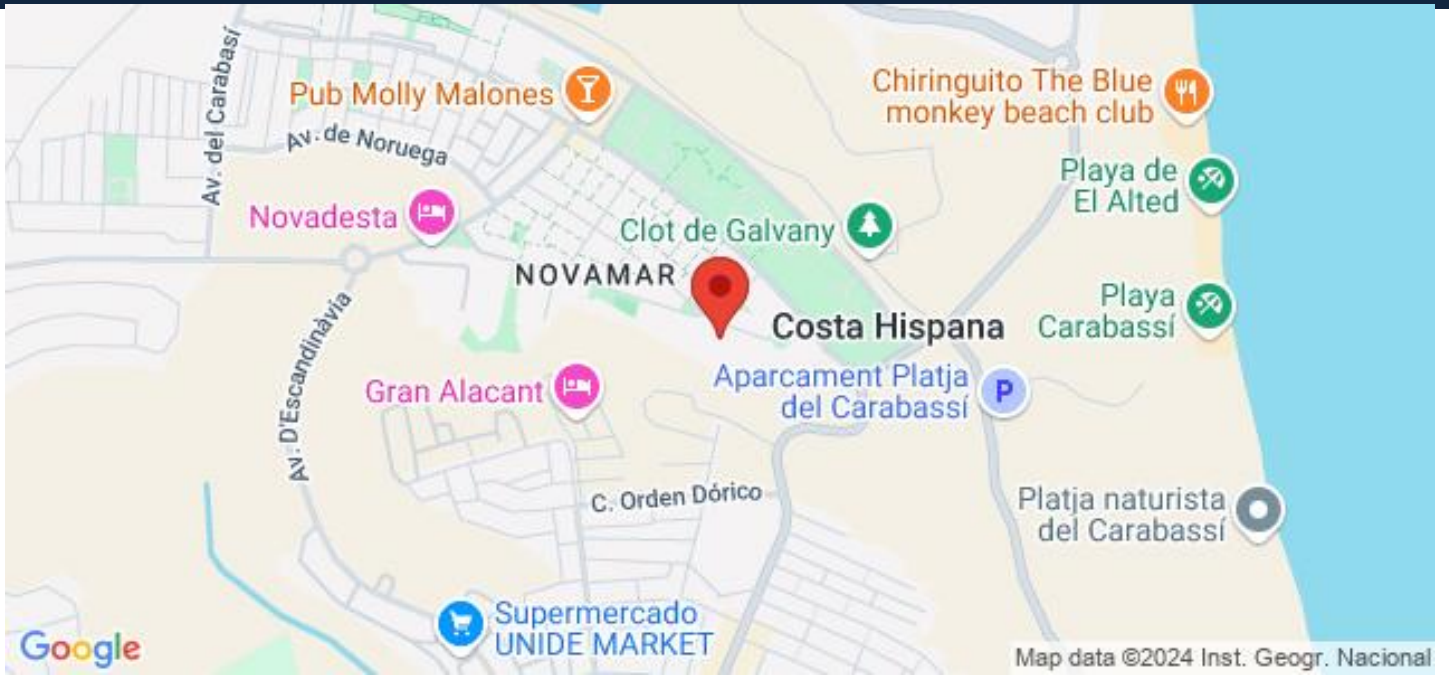 Av. del Carabasí
Pub Molly Malones
Av. de Noruega
Chiringuito The Blue
monkey beach club
Playa de
El Alted
Novadesta
Clot de Galvany
NOVAMAR
Costa Hispana
Playa
Carabassí
Av. D'Escandinàvia
Gran Alacant
Aparcament Platja
del Carabassí
P
C. Orden Dórico
Platja naturista
del Carabassí
Supermercado
UNIDE MARKET
Google
Map data ©2024 Inst. Geogr. Nacional